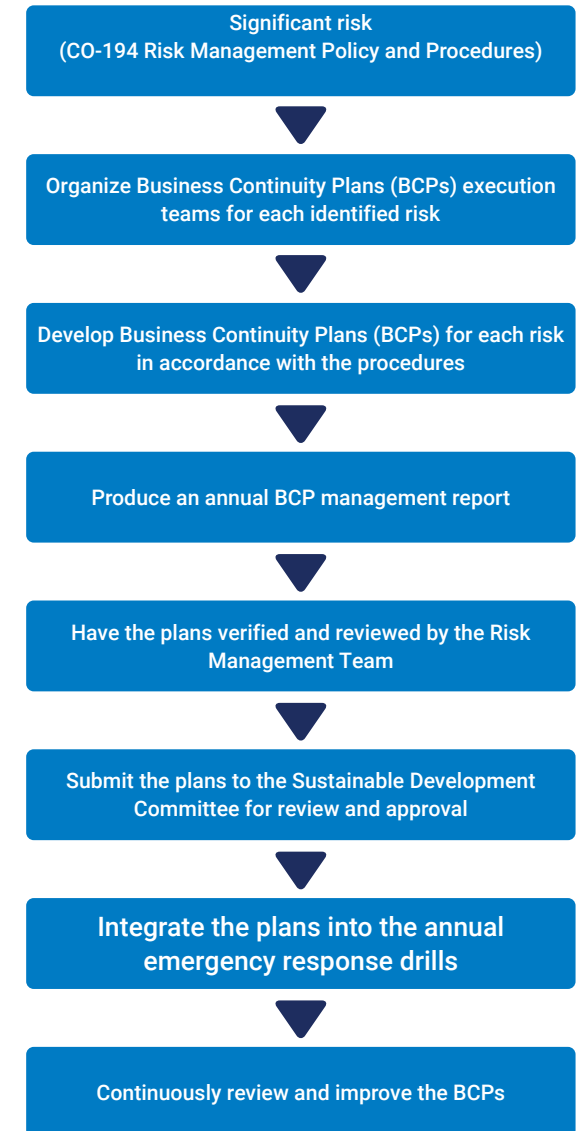 Significant risk
(CO-194 Risk Management Policy and Procedures)
Organize Business Continuity Plans (BCPs) execution
teams for each identified risk
Develop Business Continuity Plans (BCPs) for each risk
in accordance with the procedures
Produce an annual BCP management report
Have the plans verified and reviewed by the Risk
Management Team
Submit the plans to the Sustainable Development
Committee for review and approval
Integrate the plans into the annual
emergency response drills
Continuously review and improve the BCPs